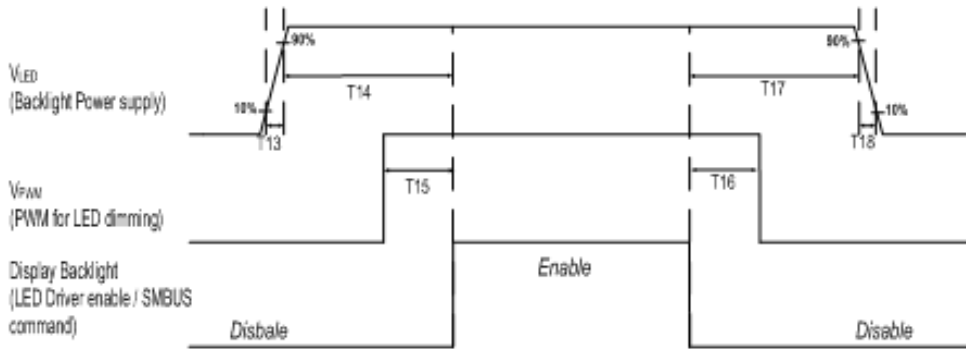 90%
90%
VLED
(Backlight Power supply)
T14
T17
10%
10%
T13
T18
T15
T16
VPWM
(PWM for LED dimming)
Display Backlight
(LED Driver enable / SMBUS
command)
Enable
Disbale
Disable